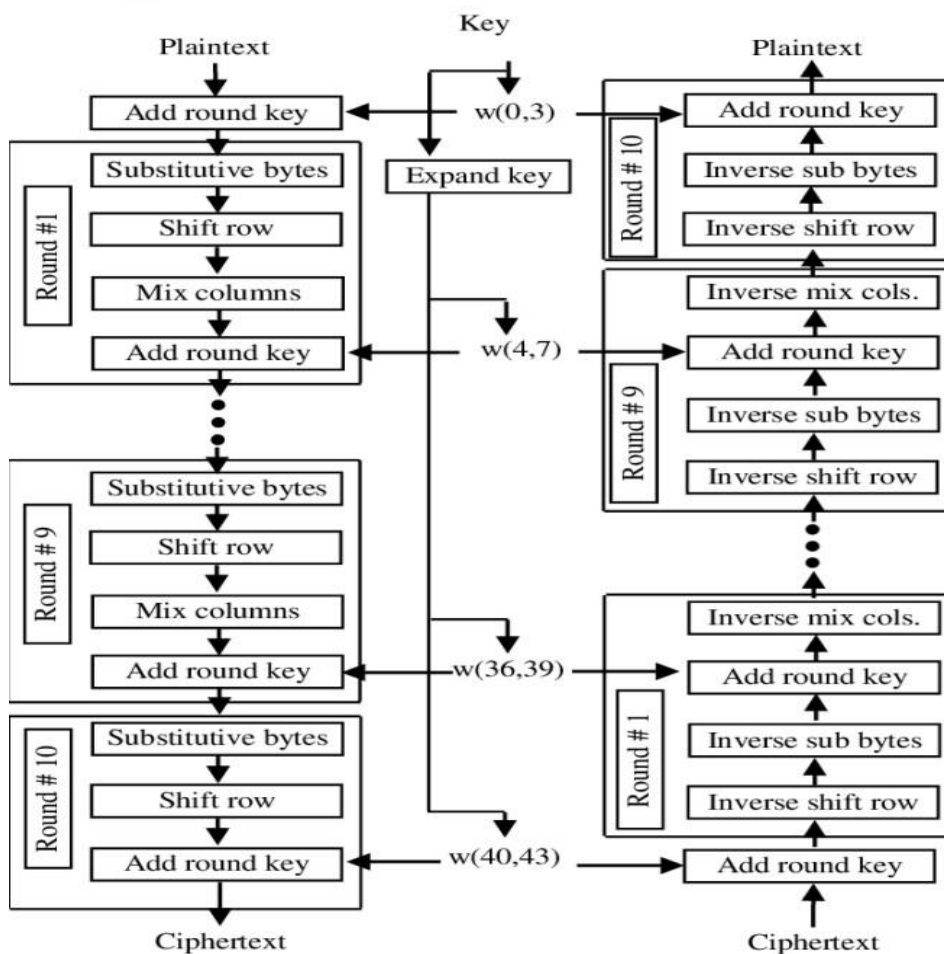 Plaintext
Add round key
Round #1
Substitutive bytes
Shift row
Mix columns
Add round key
Round # 9
Substitutive bytes
Shift row
Mix columns
Add round key
Round # 10
Substitutive bytes
Shift row
Add round key
Ciphertext
Key
w(0,3)
Expand key
w(4,7)
w(36,39)
w(40,43)
Plaintext
Round # 10
Add round key
Inverse sub bytes
Inverse shift row
Round # 9
Inverse mix cols.
Add round key
Inverse sub bytes
Inverse shift row
Round # 1
Inverse mix cols.
Add round key
Inverse sub bytes
Inverse shift row
Add round key
Ciphertext